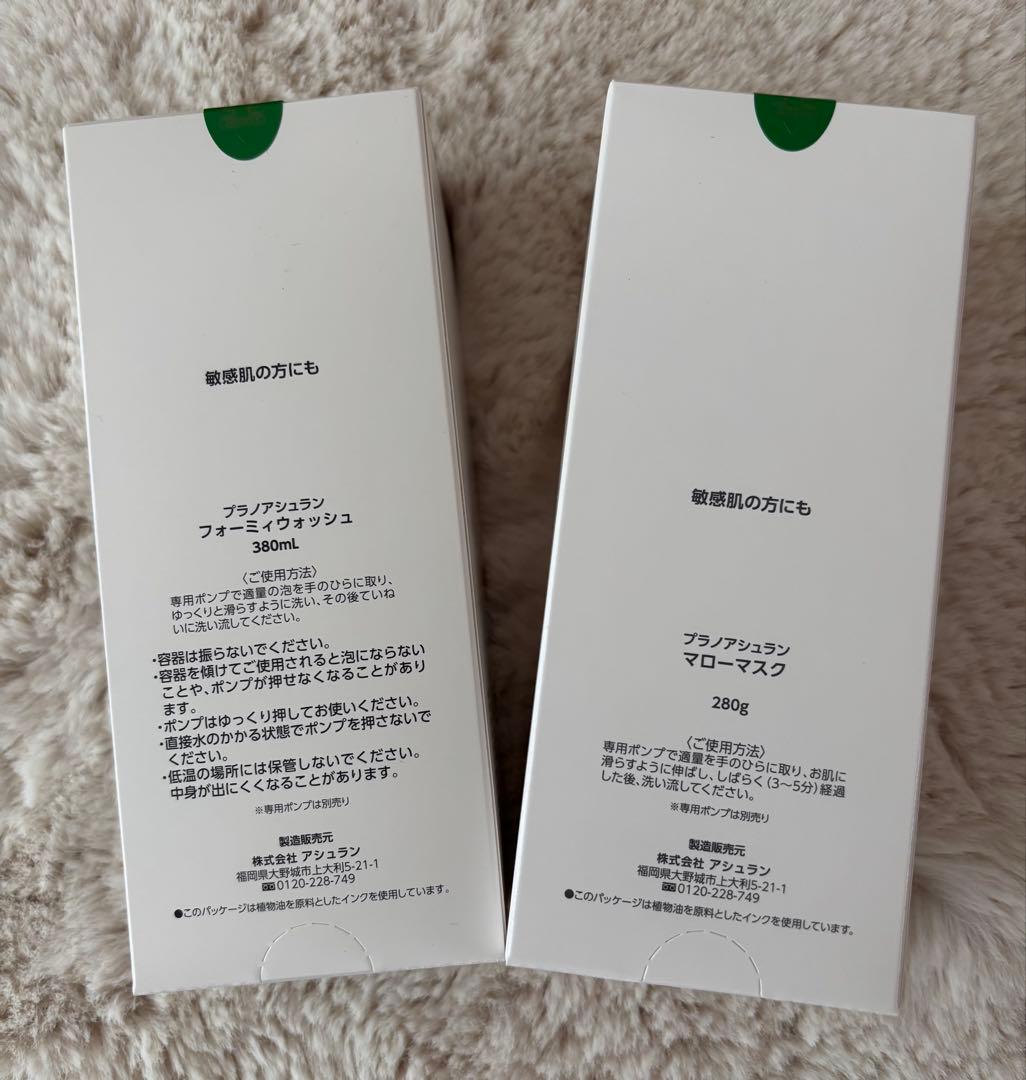 敏感肌の方にも
プラノアシュラン
フォーミィウォッシュ
380mL
〈ご使用方法〉
専用ポンプで適量の泡を手のひらに取り、
ゆっくりと滑らすように洗い、その後ていね
いに洗い流してください。
・容器は振らないでください。
・容器を傾けてご使用されると泡にならない
ことや、ポンプが押せなくなることがあり
ます。
・ポンプはゆっくり押してお使いください。
・直接水のかかる状態でポンプを押さないで
ください。
・低温の場所には保管しないでください。
中身が出にくくなることがあります。
※専用ポンプは別売り
製造販売元
株式会社 アシュラン
福岡県大野城市上大利5-21-1
0120-228-749
●このパッケージは植物油を原料としたインクを使用しています。
敏感肌の方にも
プラノアシュラン
マローマスク
280g
〈ご使用方法〉
専用ポンプで適量を手のひらに取り、お肌に
滑らすように伸ばし、しばらく(3〜5分)経過
した後、洗い流してください。
※専用ポンプは別売り
製造販売元
株式会社 アシュラン
福岡県大野城市上大利5-21-1
0120-228-749
●このパッケージは植物油を原料としたインクを使用しています。